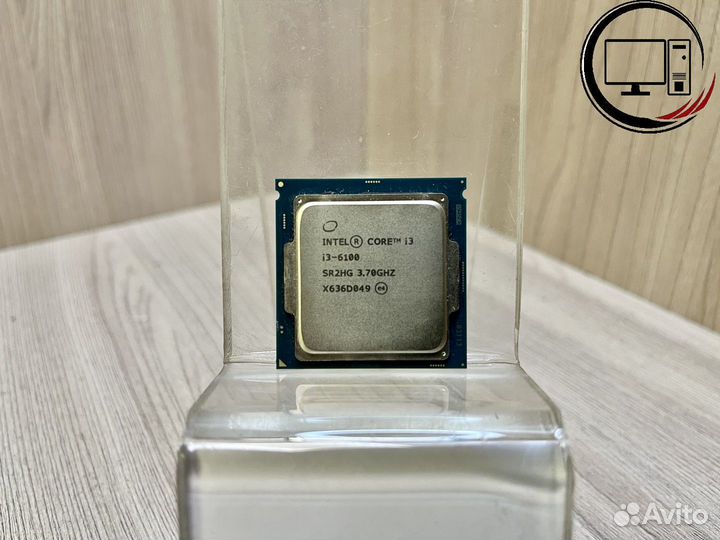 INTEL® CORE™ i3
i3-6100
SR2HG 3.70GHZ
X636D049 e4
Avito